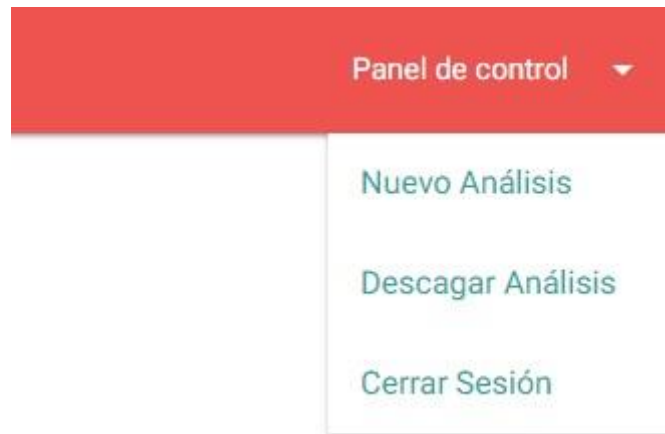 Panel de control
Nuevo Análisis
Descagar Análisis
Cerrar Sesión